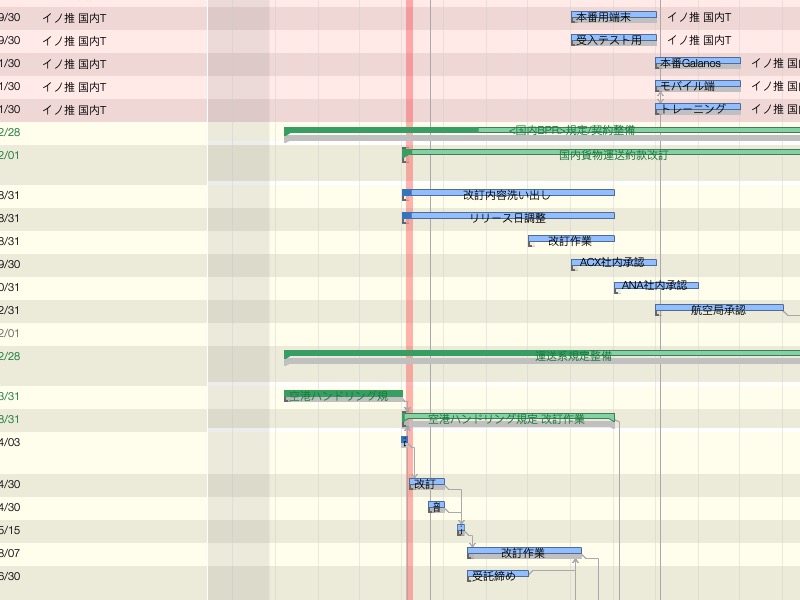 9/30 イノ推 国内T 本番用端末 イノ推 国内T
9/30 イノ推 国内T 受入テスト用 イノ推 国内T
1/30 イノ推 国内T 本番Galanos イノ推 国
1/30 イノ推 国内T モバイル端 イノ推 国
1/30 イノ推 国内T トレーニング イノ推 国
2/28 <国内BPR>規定/契約整備
2/01 国内貨物運送約款改訂
8/31 改訂内容洗い出し
8/31 リリース日調整
8/31 改訂作業
9/30 ACX社内承認
0/31 ANA社内承認
2/31 航空局承認
2/01
2/28 運送系規定整備
3/31 空港ハンドリング規
8/31 空港ハンドリング規定 改訂作業
4/03
4/30 改訂
4/30
5/15
8/07 改訂作業
6/30 受託締め